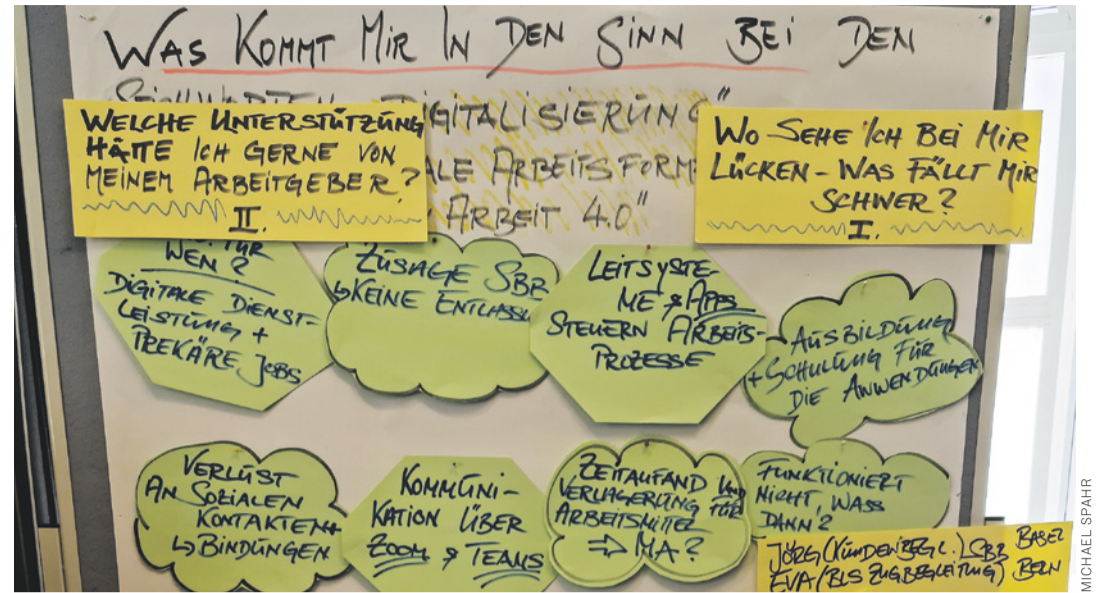 WAS KOMMT MIR IN DEN SINN BEI DEN
DIGITALISIERUNG"
ALE ARBEITSFORM
ARBEIT 4.0"
WELCHE UNTERSTÜTZUNG
HÄTTE ICH GERNE VON
MEINEM ARBEITGEBER?
II.
WO SEHE ICH BEI MIR
LÜCKEN - WAS FÄLLT MIR
SCHWER?
I.
FÜR
WEN?
DIGITALE DIENST-
LEISTUNG +
PREKÄRE JOBS
ZUSAGE SBB
↳ KEINE ENTLASSU
LEITSYSTE-
ME & APPS
STEUERN ARBEITS-
PROZESSE
AUSBILDUNG
+ SCHULUNG FÜR
DIE ANWENDUNGEN
VERLUST
AN SOZIALEN
KONTAKTEN +
↳ BINDUNGEN
KOMMUNI-
KATION ÜBER
ZOOM & TEAMS
ZEITAUFAND UND
VERLAGERUNG FÜR
ARBEITSMITTEL
⇒ MA?
FUNKTIONIERT
NICHT, WASS
DANN?
JÖRG (KUNDENBEGL.) SBB BASEL
EVA (BLS ZUGBEGLEITUNG) BERN
MICHAEL SPAHR